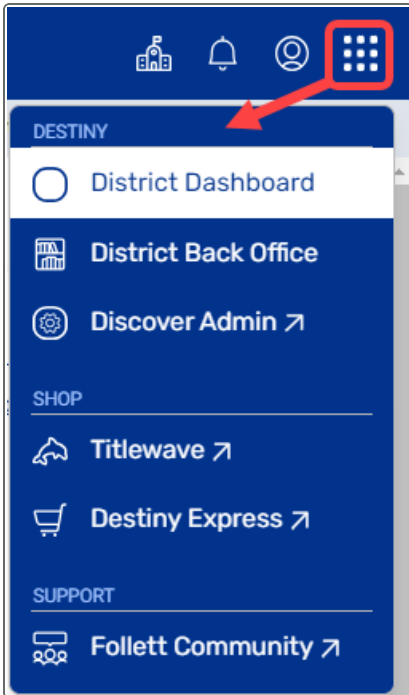 DESTINY
District Dashboard
District Back Office
Discover Admin
SHOP
Titlewave
Destiny Express
SUPPORT
Follett Community